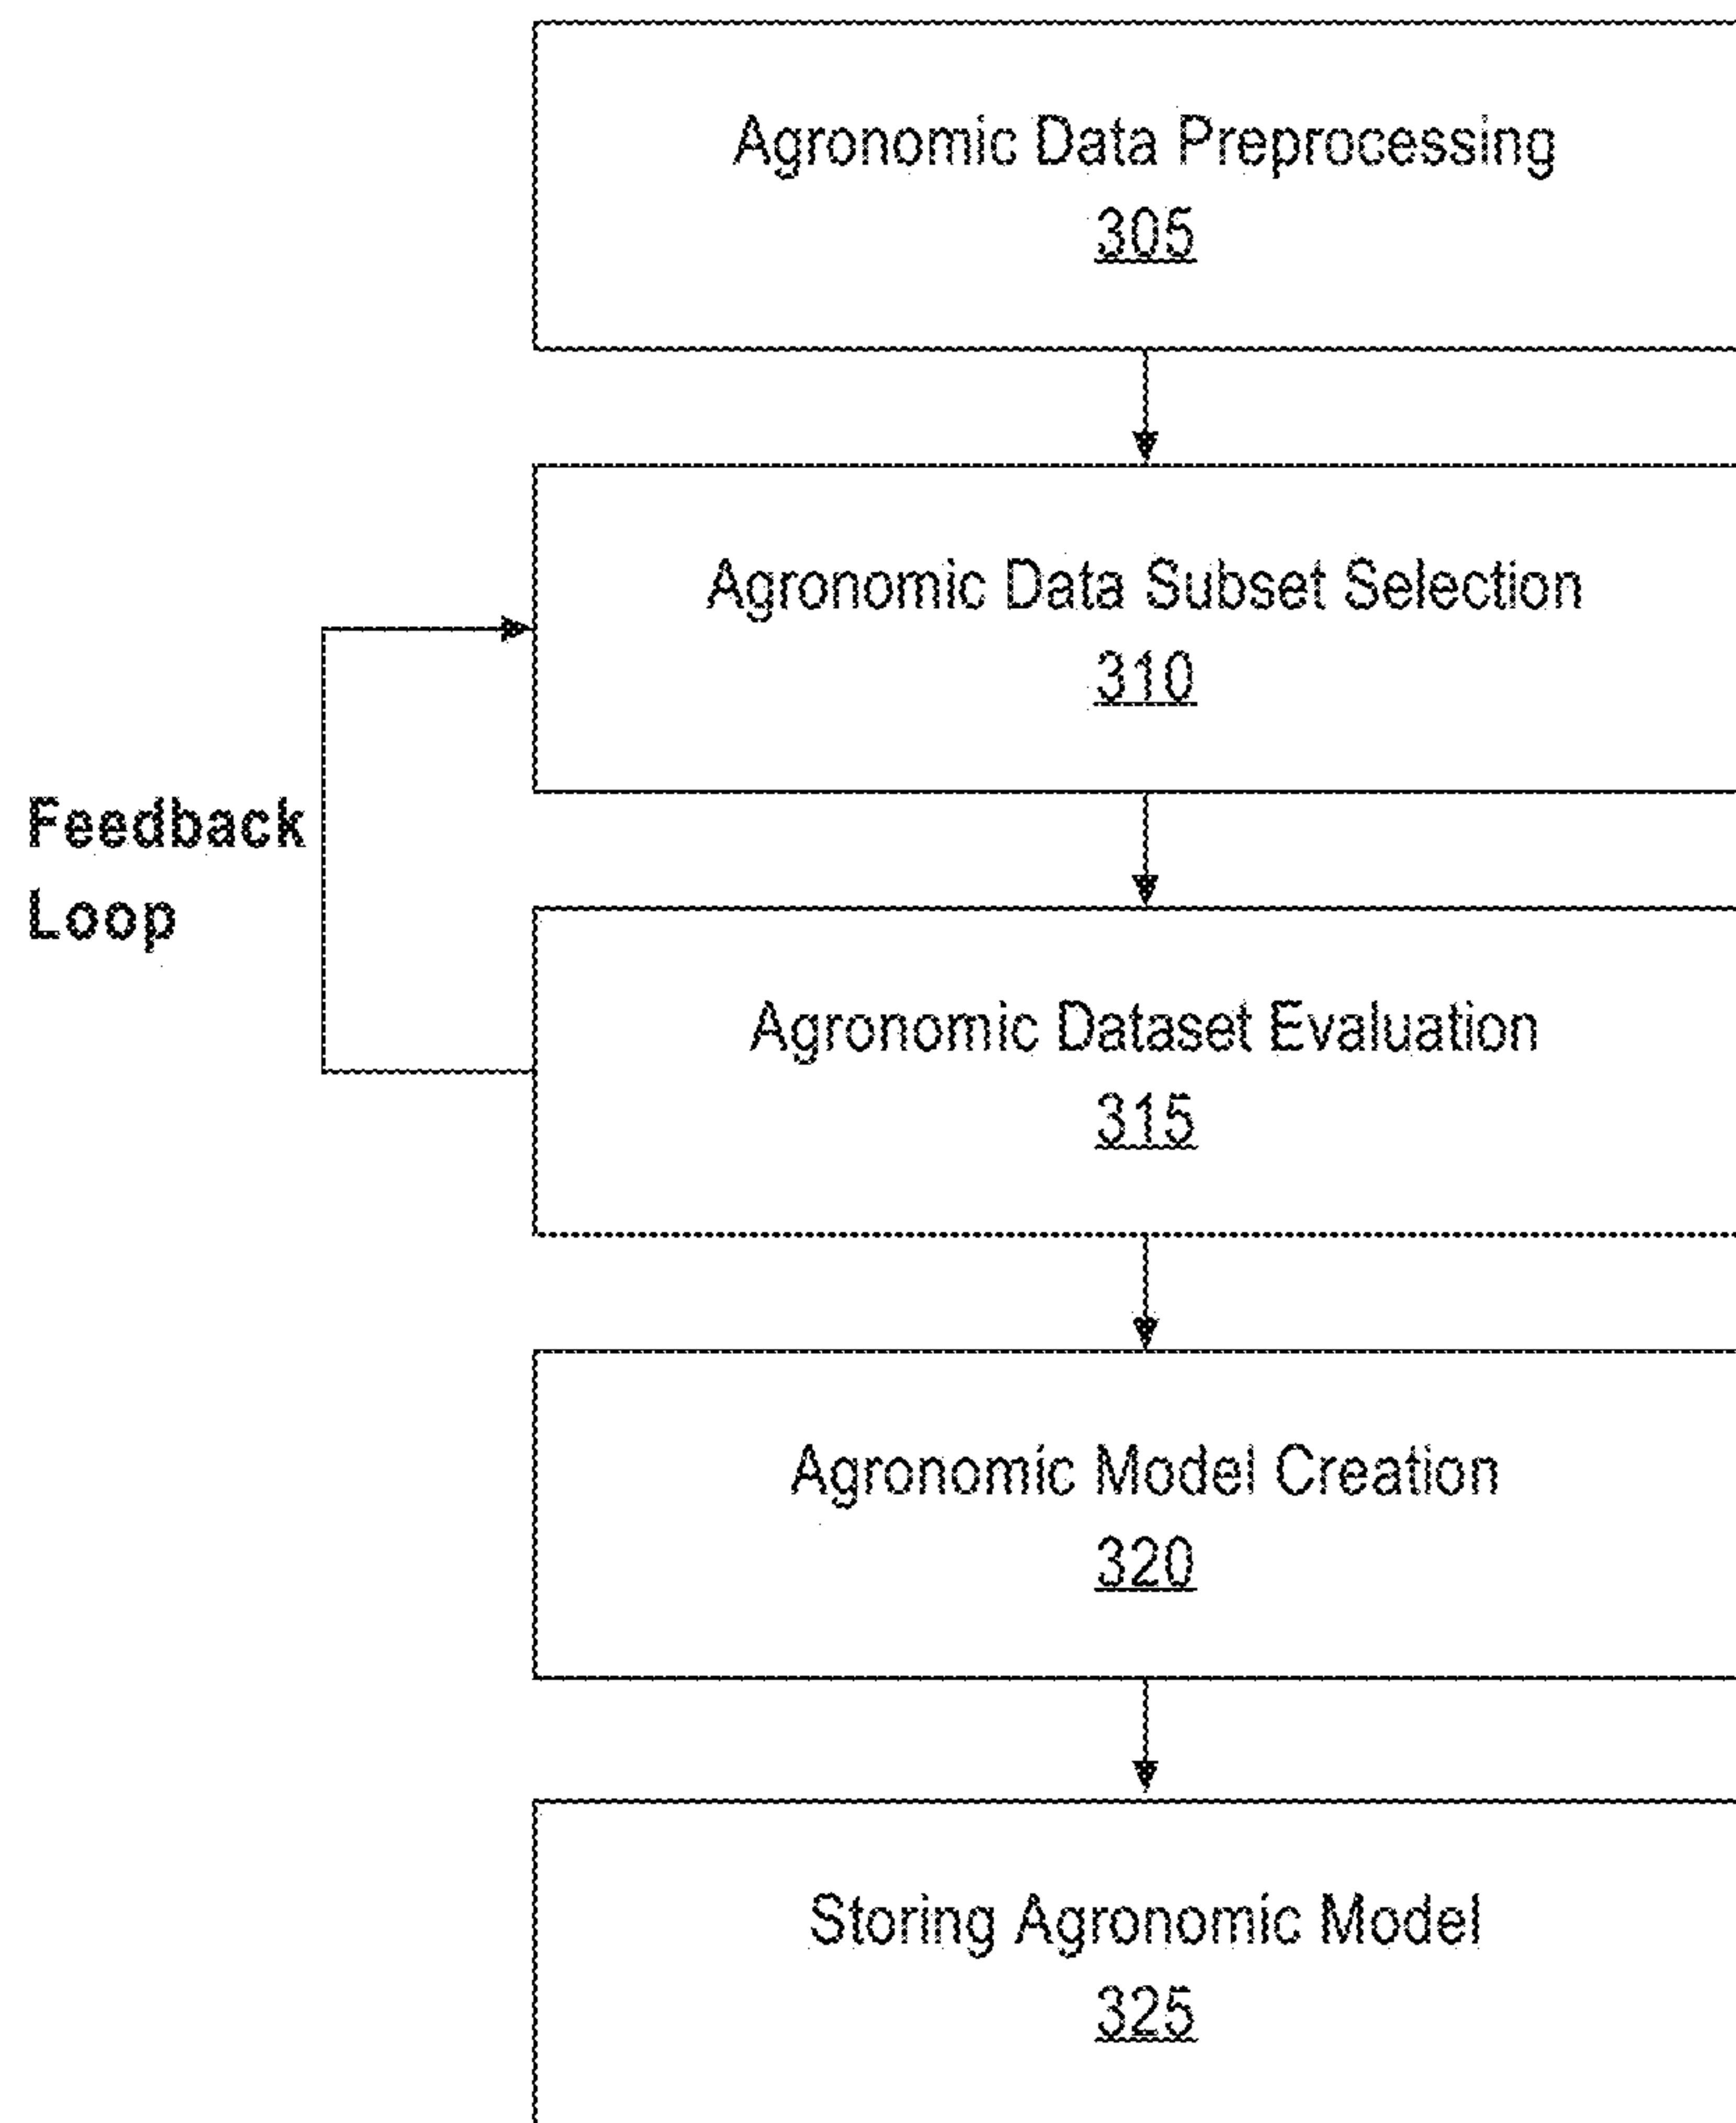 Agronomic Data Preprocessing
305
Agronomic Data Subset Selection
310
Feedback
Loop
Agronomic Dataset Evaluation
315
Agronomic Model Creation
320
Storing Agronomic Model
325